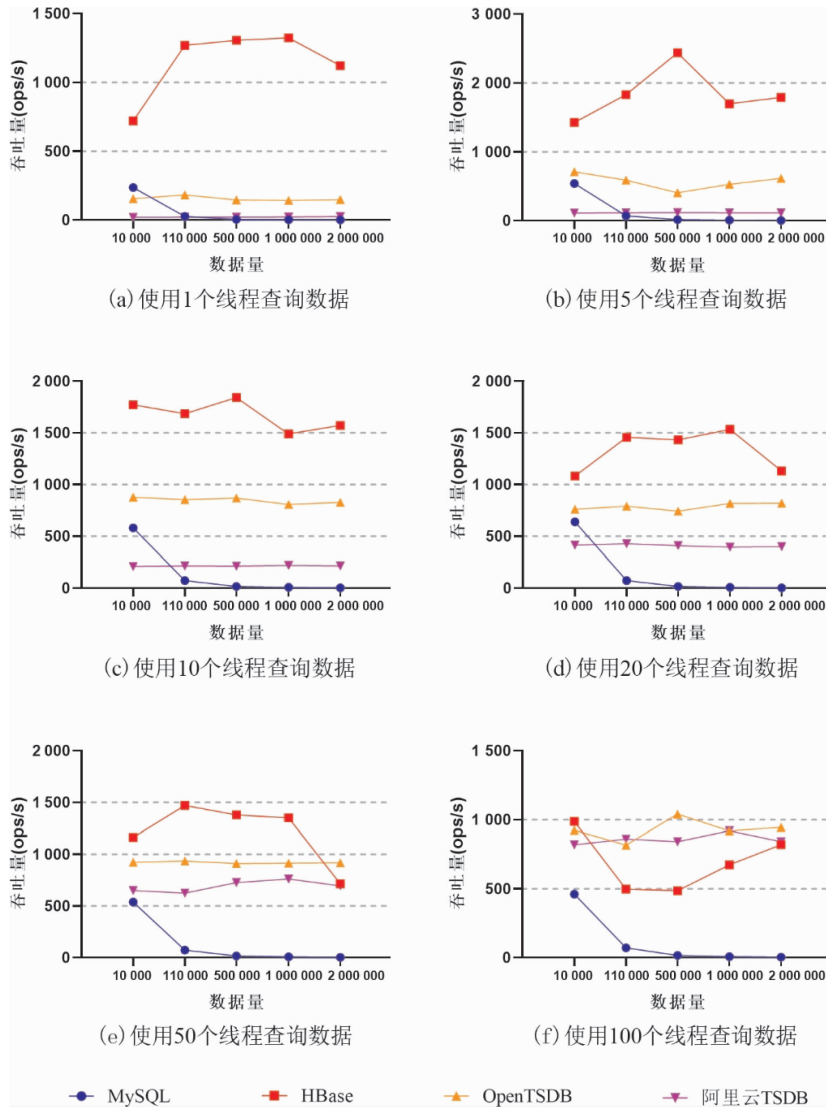 1 500
1 000
500
0
吞吐量(ops/s)
10 000 110 000 500 000 1 000 000 2 000 000
数据量
(a)使用1个线程查询数据
3 000
2 000
1 000
0
吞吐量(ops/s)
10 000 110 000 500 000 1 000 000 2 000 000
数据量
(b)使用5个线程查询数据
2 000
1 500
1 000
500
0
吞吐量(ops/s)
10 000 110 000 500 000 1 000 000 2 000 000
数据量
(c)使用10个线程查询数据
2 000
1 500
1 000
500
0
吞吐量(ops/s)
10 000 110 000 500 000 1 000 000 2 000 000
数据量
(d)使用20个线程查询数据
2 000
1 500
1 000
500
0
吞吐量(ops/s)
10 000 110 000 500 000 1 000 000 2 000 000
数据量
(e)使用50个线程查询数据
1 500
1 000
500
0
吞吐量(ops/s)
10 000 110 000 500 000 1 000 000 2 000 000
数据量
(f)使用100个线程查询数据
MySQL HBase OpenTSDB 阿里云TSDB